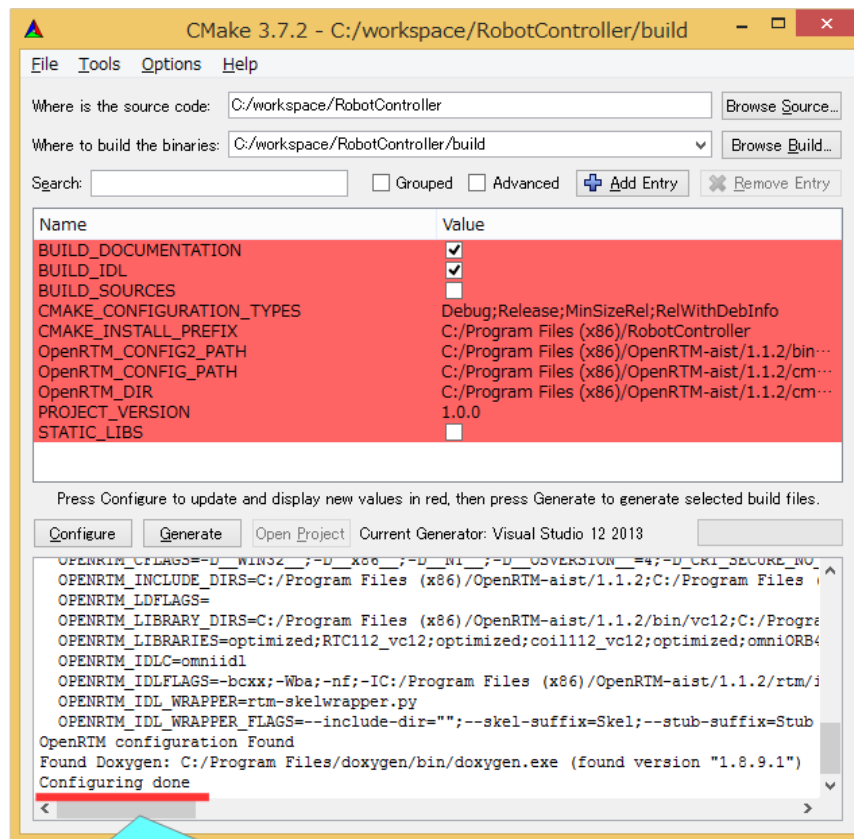 CMake 3.7.2 - C:/workspace/RobotController/build
File Tools Options Help
Where is the source code: C:/workspace/RobotController Browse Source...
Where to build the binaries: C:/workspace/RobotController/build Browse Build...
Search: Grouped Advanced Add Entry Remove Entry
Name Value
BUILD_DOCUMENTATION
BUILD_IDL
BUILD_SOURCES
CMAKE_CONFIGURATION_TYPES Debug;Release;MinSizeRel;RelWithDebInfo
CMAKE_INSTALL_PREFIX C:/Program Files (x86)/RobotController
OpenRTM_CONFIG2_PATH C:/Program Files (x86)/OpenRTM-aist/1.1.2/bin...
OpenRTM_CONFIG_PATH C:/Program Files (x86)/OpenRTM-aist/1.1.2/cm...
OpenRTM_DIR C:/Program Files (x86)/OpenRTM-aist/1.1.2/cm...
PROJECT_VERSION 1.0.0
STATIC_LIBS
Press Configure to update and display new values in red, then press Generate to generate selected build files.
Configure Generate Open Project Current Generator: Visual Studio 12 2013
OPENRTM_CFLAGS=-D__WIN32__;-D__x86__;-D__NT__;-D__OSVERSION__=4;-D_CRT_SECURE_NO_
OPENRTM_INCLUDE_DIRS=C:/Program Files (x86)/OpenRTM-aist/1.1.2;C:/Program Files (
OPENRTM_LDFLAGS=
OPENRTM_LIBRARY_DIRS=C:/Program Files (x86)/OpenRTM-aist/1.1.2/bin/vc12;C:/Progra
OPENRTM_LIBRARIES=optimized;RTC112_vc12;optimized;coil112_vc12;optimized;omniORB4
OPENRTM_IDLC=omniidl
OPENRTM_IDLFLAGS=-bcxx;-Wba;-nf;-IC:/Program Files (x86)/OpenRTM-aist/1.1.2/rtm/i
OPENRTM_IDL_WRAPPER=rtm-skelwrapper.py
OPENRTM_IDL_WRAPPER_FLAGS=--include-dir="";--skel-suffix=Skel;--stub-suffix=Stub
OpenRTM configuration Found
Found Doxygen: C:/Program Files/doxygen/bin/doxygen.exe (found version "1.8.9.1")
Configuring done